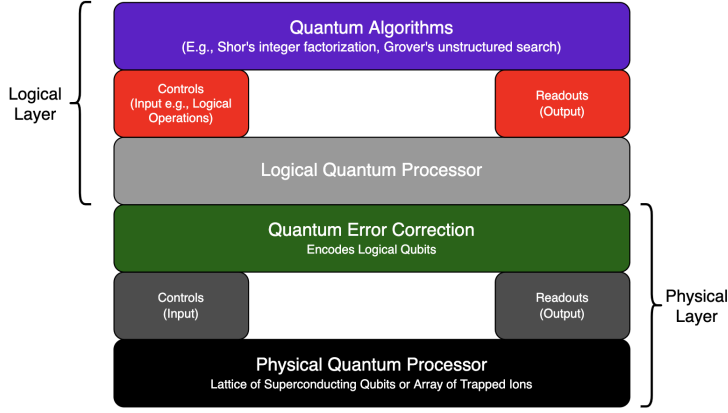 Quantum Algorithms
(E.g., Shor's integer factorization, Grover's unstructured search)
Logical
Layer
Controls
(Input e.g., Logical
Operations)
Readouts
(Output)
Logical Quantum Processor
Quantum Error Correction
Encodes Logical Qubits
Controls
(Input)
Readouts
(Output)
Physical
Layer
Physical Quantum Processor
Lattice of Superconducting Qubits or Array of Trapped Ions